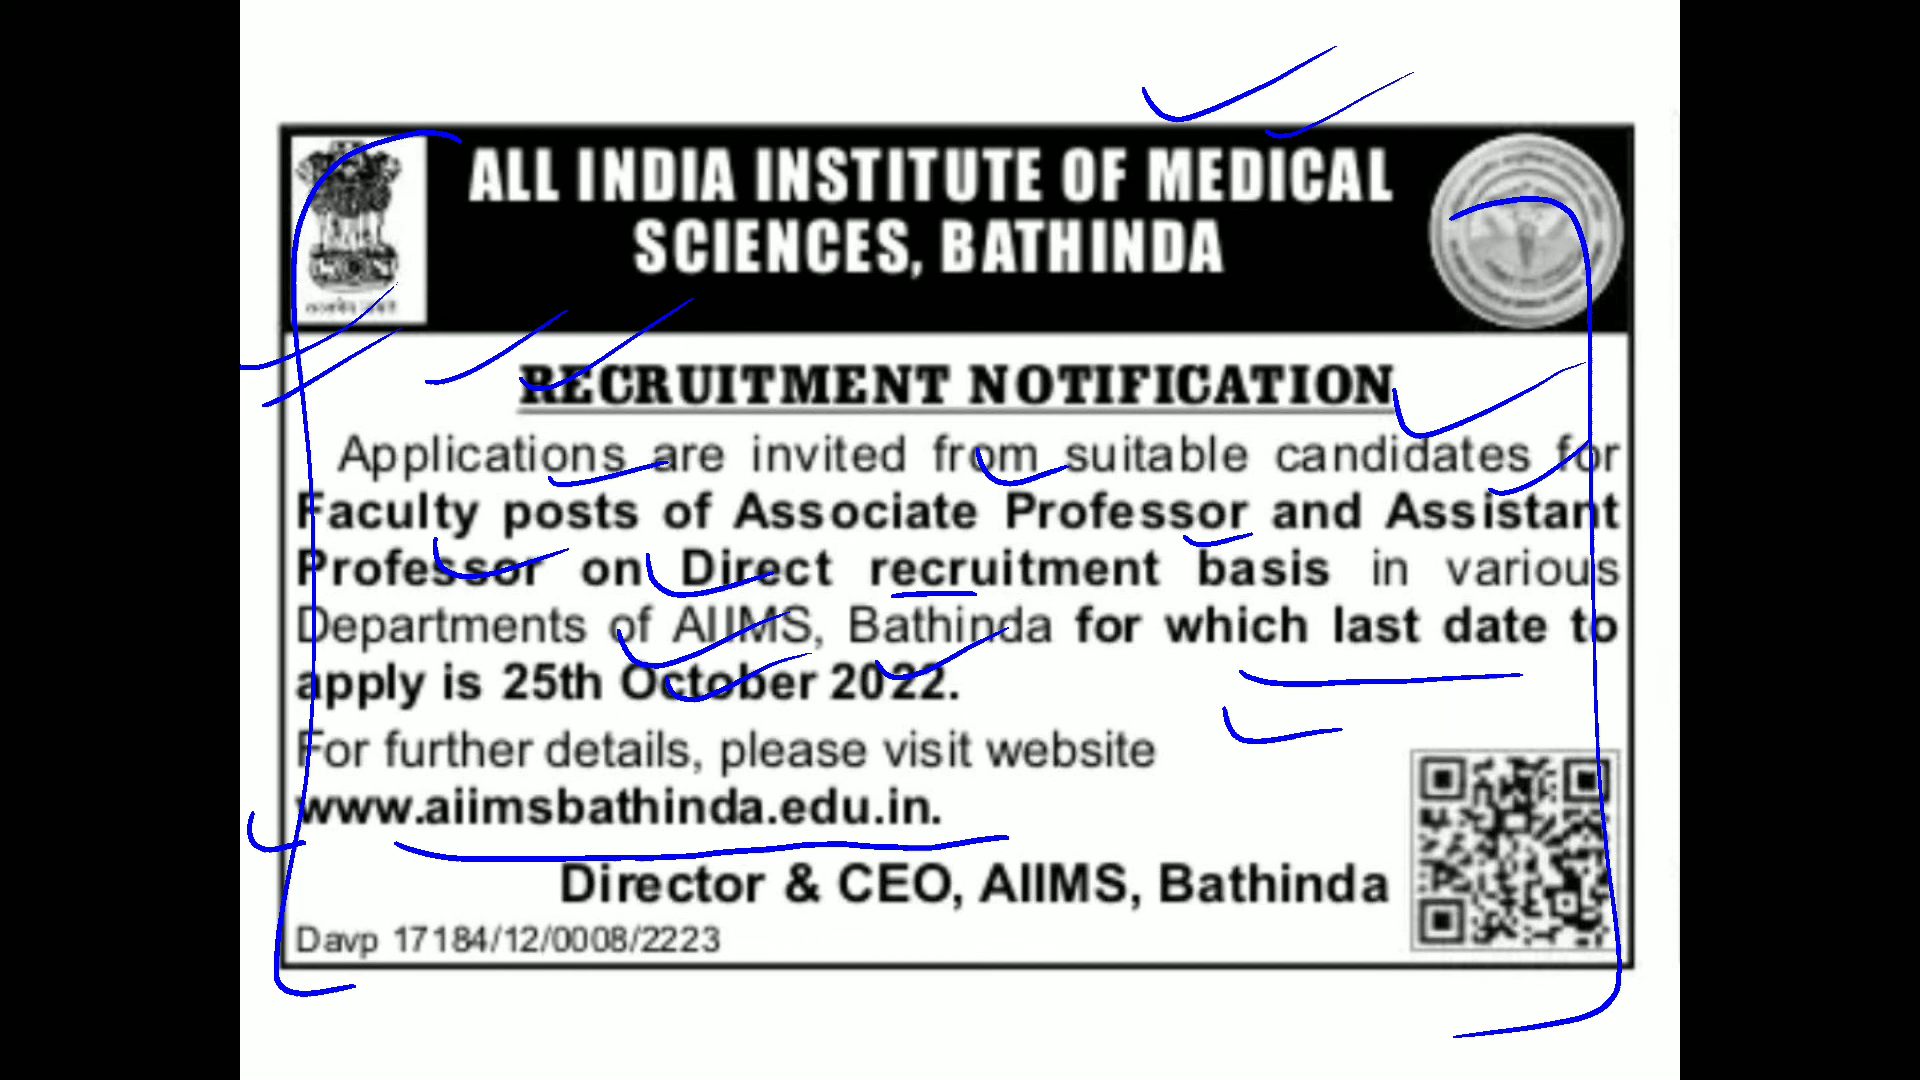 ALL INDIA INSTITUTE OF MEDICAL
SCIENCES, BATHINDA
RECRUITMENT NOTIFICATION
Applications are invited from suitable candidates for
Faculty posts of Associate Professor and Assistant
Professor on Direct recruitment basis in various
Departments of AIIMS, Bathinda for which last date to
apply is 25th October 2022.
For further details, please visit website
www.aiimsbathinda.edu.in.
Director & CEO, AIIMS, Bathinda
Davp 17184/12/0008/2223